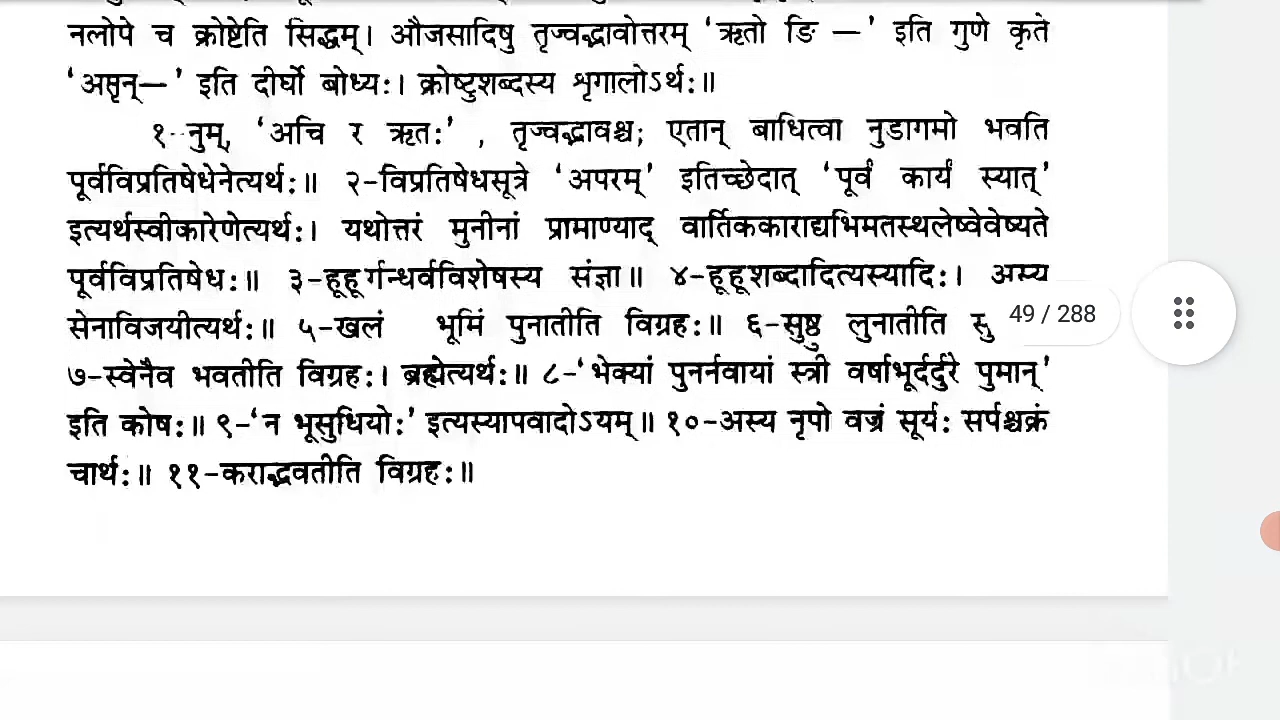 नलोपे च क्रोष्टेति सिद्धम्। औजसादिषु तृज्वद्भावोत्तरम् 'ऋतो ङि —' इति गुणे कृते
'अप्तृन्—' इति दीर्घो बोध्यः। क्रोष्टुशब्दस्य श्रृगालोऽर्थः॥
१-नुम्, 'अचि र ऋतः' , तृज्वद्भावश्च; एतान् बाधित्वा नुडागमो भवति
पूर्वविप्रतिषेधेनेत्यर्थः॥ २-विप्रतिषेधसूत्रे 'अपरम्' इतिच्छेदात् 'पूर्वं कार्यं स्यात्'
इत्यर्थस्वीकारेणेत्यर्थः। यथोत्तरं मुनीनां प्रामाण्याद् वार्तिककाराद्यभिमतस्थलेष्वेवेष्यते
पूर्वविप्रतिषेधः॥ ३-हूहूर्गन्धर्वविशेषस्य संज्ञा॥ ४-हूहूशब्दादित्यस्यादिः। अस्य
सेनाविजयीत्यर्थः॥ ५-खलं भूमिं पुनातीति विग्रहः॥ ६-सुष्ठु लुनातीति 49 / 288
७-स्वेनैव भवतीति विग्रहः। ब्रह्मेत्यर्थः॥ ८-'भेक्यां पुनर्नवायां स्त्री वर्षाभूर्दर्दुरे पुमान्'
इति कोषः॥ ९-'न भूसुधियोः' इत्यस्यापवादोऽयम्॥ १०-अस्य नृपो वज्रं सूर्यः सर्पश्चक्रं
चार्थः॥ ११-कराद्भवतीति विग्रहः॥